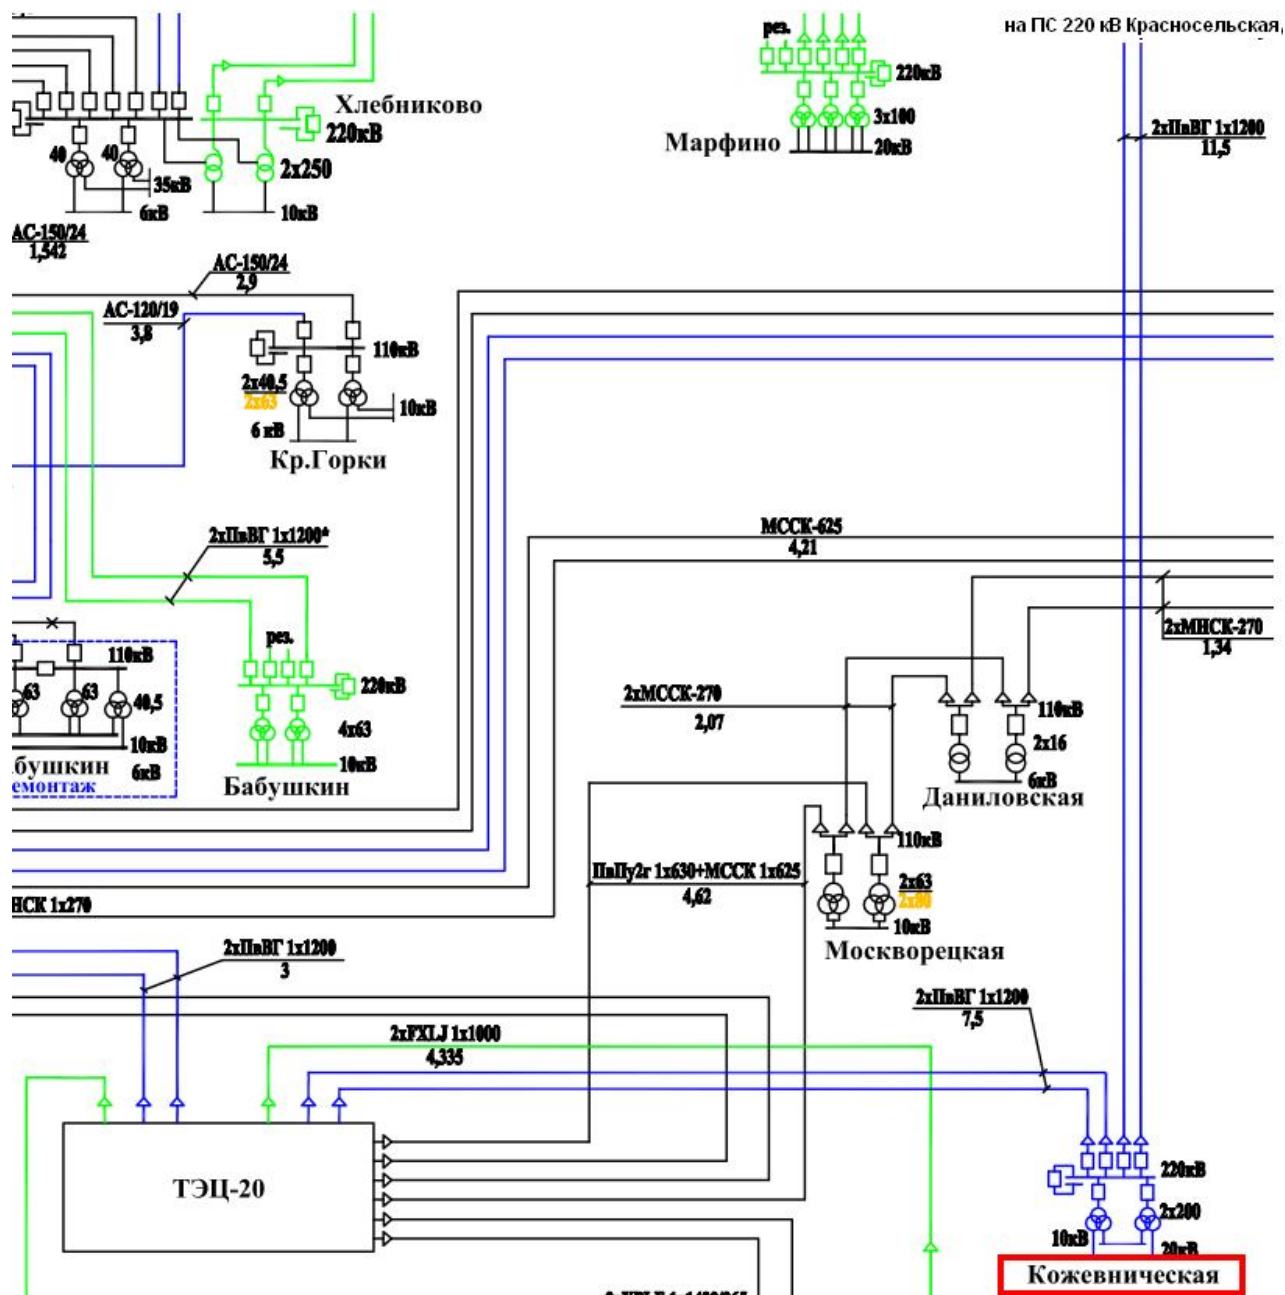 на ПС 220 кВ Красносельская,
рез.
220кВ
3х100
20кВ
Марфино
Хлебниково
220кВ
2х250
10кВ
40
40
35кВ
6кВ
2хПвВГ 1х1200
11,5
АС-150/24
1,542
АС-150/24
2,9
АС-120/19
3,8
110кВ
2х40,5
2х63
10кВ
6 кВ
Кр.Горки
МССК-625
4,21
2хПвВГ 1х1200*
5,5
рез.
220кВ
4х63
10кВ
Бабушкин
110кВ
63
63
40,5
10кВ
6кВ
бушкин
емонтаж
2хМНСК-270
1,34
2хМССК-270
2,07
110кВ
2х16
6кВ
Даниловская
110кВ
ПвПу2г 1х630+МССК 1х625
4,62
2х63
2х80
10кВ
Москворецкая
НСК 1х270
2хПвВГ 1х1200
3
2хПвВГ 1х1200
7,5
2хFXLJ 1х1000
4,335
ТЭЦ-20
220кВ
2х200
10кВ
20кВ
Кожевническая